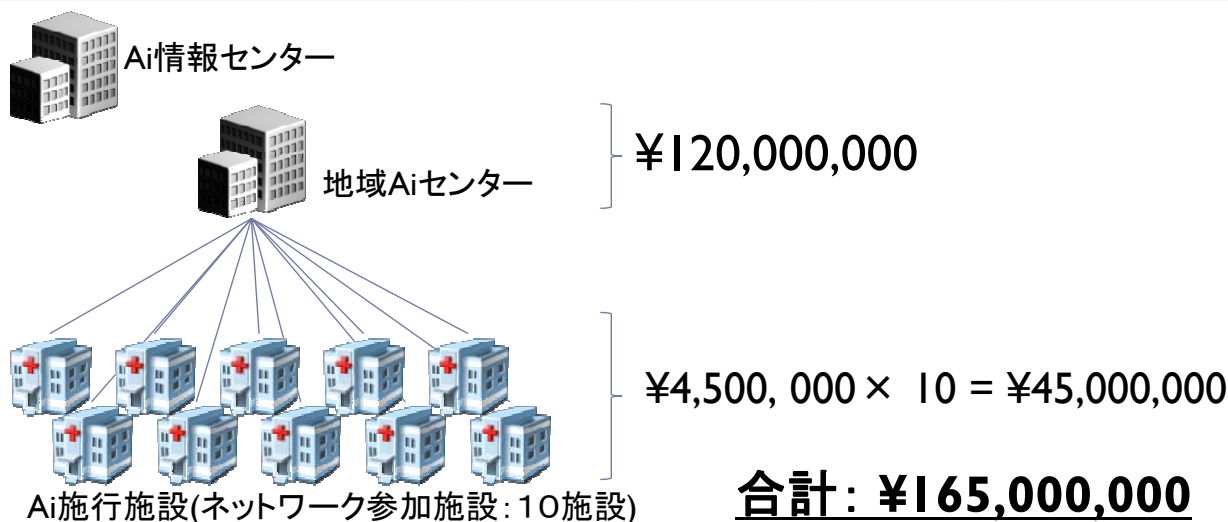 Ai情報センター
¥120,000,000
地域Aiセンター
¥4,500, 000 × 10 = ¥45,000,000
Ai施行施設(ネットワーク参加施設：１０施設)
合計： ¥165,000,000